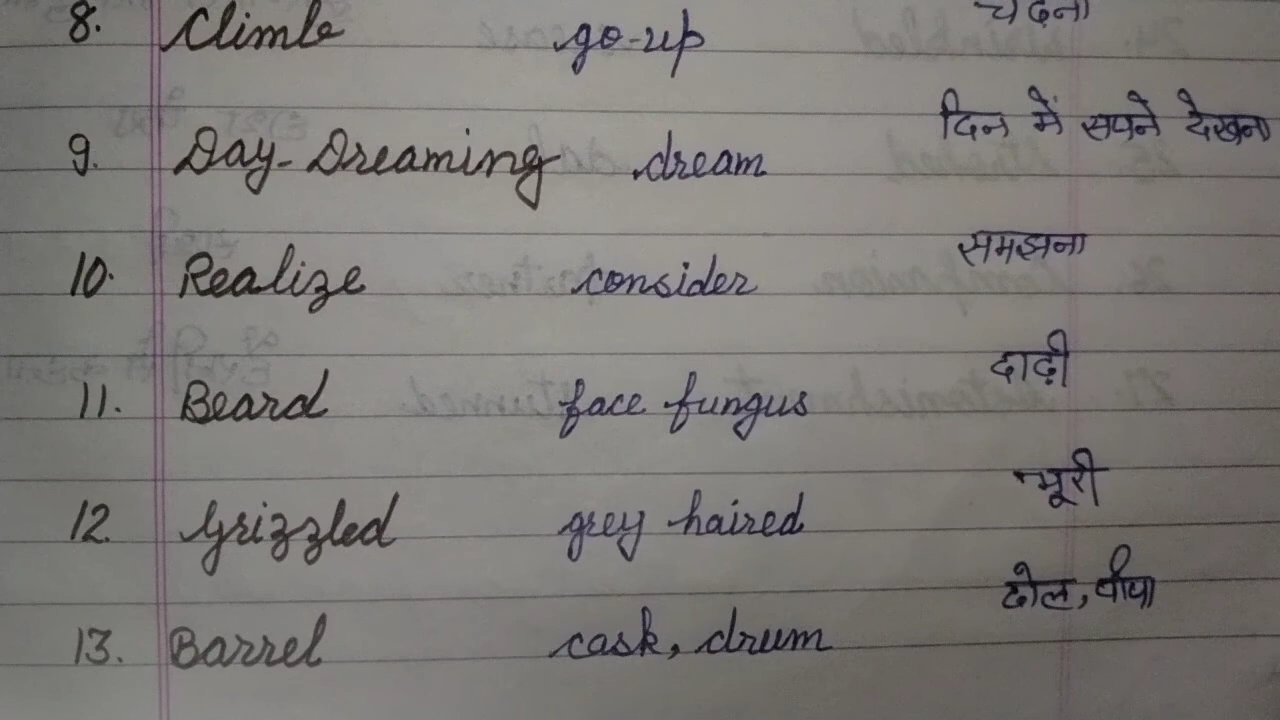 8. Climb go-up चढ़ना
9. Day-Dreaming dream दिन में सपने देखना
10. Realize consider समझना
11. Beard face fungus दाढ़ी
12. Grizzled grey haired भूरी
13. Barrel cask, drum ढोल, पीपा